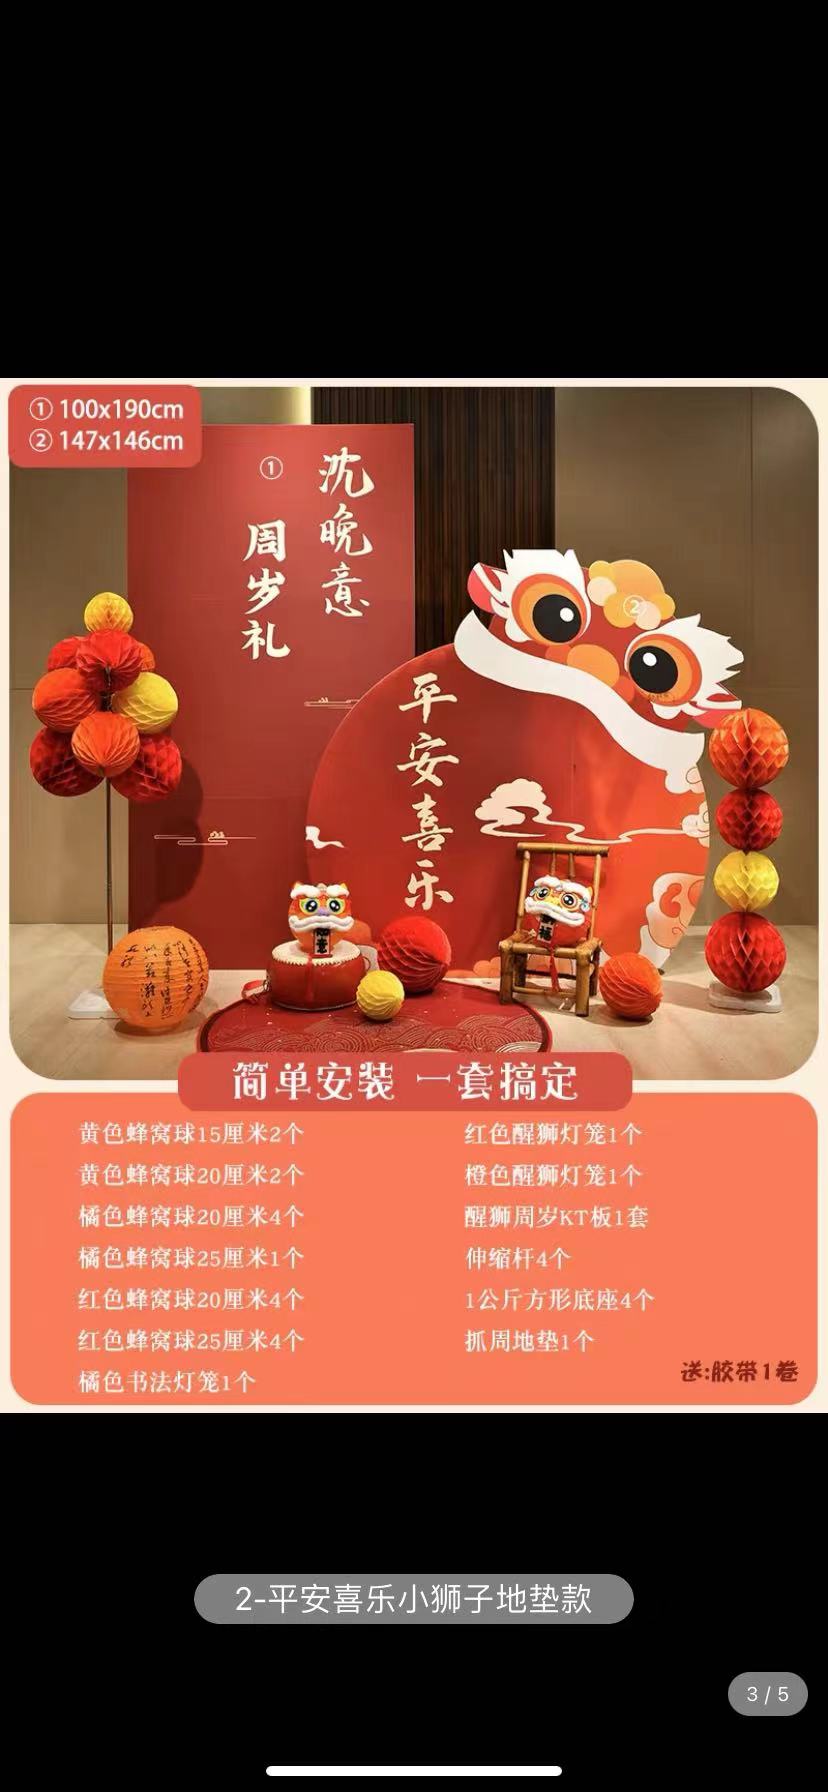 ① 100x190cm
② 147x146cm
①
沈晚意
周岁礼
②
平安喜乐
简单安装 一套搞定
黄色蜂窝球15厘米2个
黄色蜂窝球20厘米2个
橘色蜂窝球20厘米4个
橘色蜂窝球25厘米1个
红色蜂窝球20厘米4个
红色蜂窝球25厘米4个
橘色书法灯笼1个
红色醒狮灯笼1个
橙色醒狮灯笼1个
醒狮周岁KT板1套
伸缩杆4个
1公斤方形底座4个
抓周地垫1个
送:胶带1卷
2-平安喜乐小狮子地垫款
3 / 5